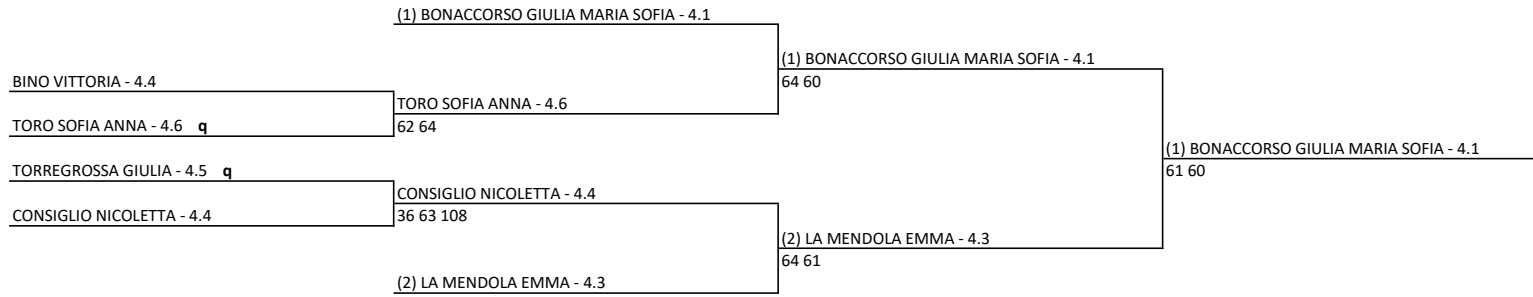 (1) BONACCORSO GIULIA MARIA SOFIA - 4.1
(1) BONACCORSO GIULIA MARIA SOFIA - 4.1
BINO VITTORIA - 4.4
64 60
TORO SOFIA ANNA - 4.6
TORO SOFIA ANNA - 4.6 q
62 64
(1) BONACCORSO GIULIA MARIA SOFIA - 4.1
TORREGROSSA GIULIA - 4.5 q
61 60
CONSIGLIO NICOLETTA - 4.4
CONSIGLIO NICOLETTA - 4.4
36 63 108
(2) LA MENDOLA EMMA - 4.3
64 61
(2) LA MENDOLA EMMA - 4.3